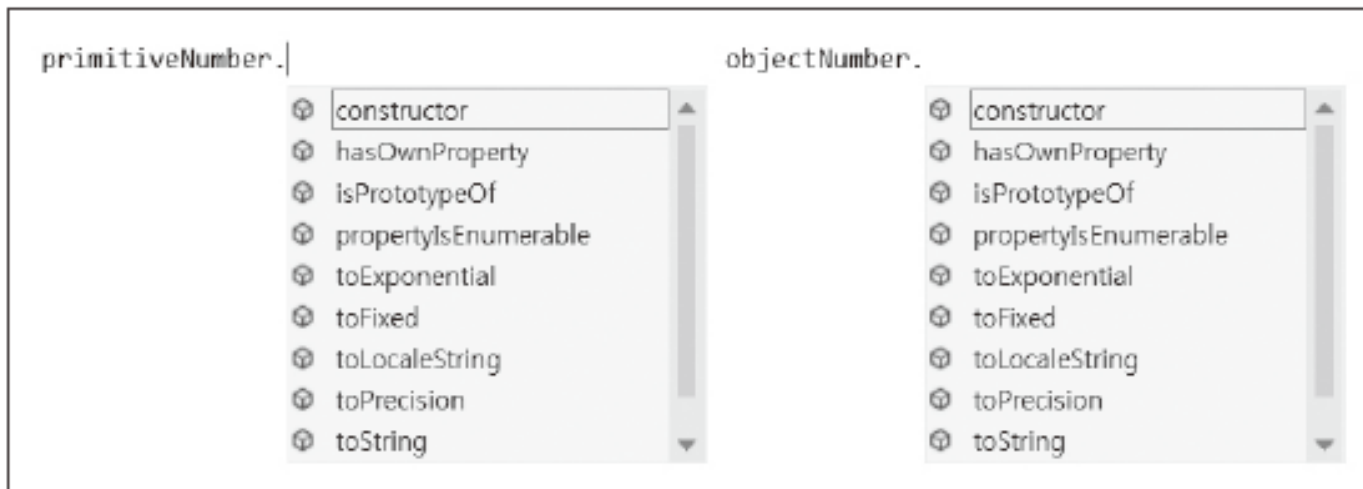 primitiveNumber.
constructor
hasOwnProperty
isPrototypeOf
propertyIsEnumerable
toExponential
toFixed
toLocaleString
toPrecision
toString
objectNumber.
constructor
hasOwnProperty
isPrototypeOf
propertyIsEnumerable
toExponential
toFixed
toLocaleString
toPrecision
toString